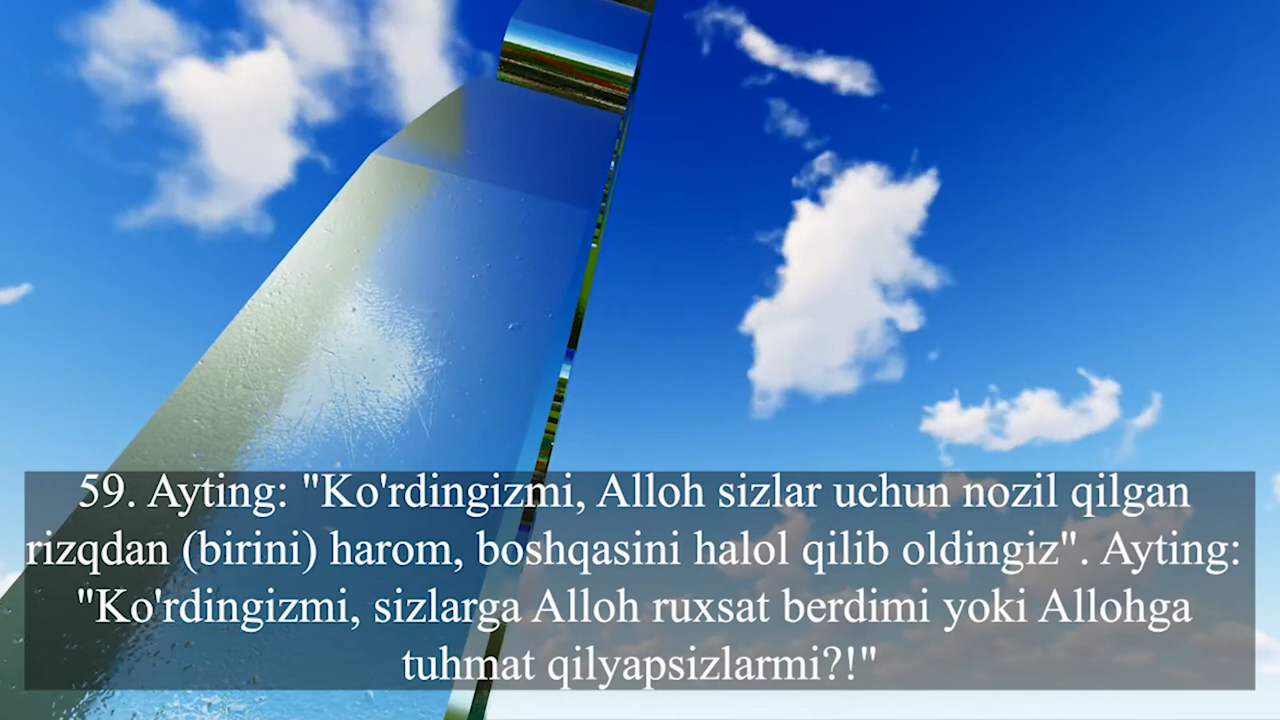 59. Ayting: "Ko'rdingizmi, Alloh sizlar uchun nozil qilgan
rizqdan (birini) harom, boshqasini halol qilib oldingiz". Ayting:
"Ko'rdingizmi, sizlarga Alloh ruxsat berdimi yoki Allohga
tuhmat qilyapsizlarmi?!"